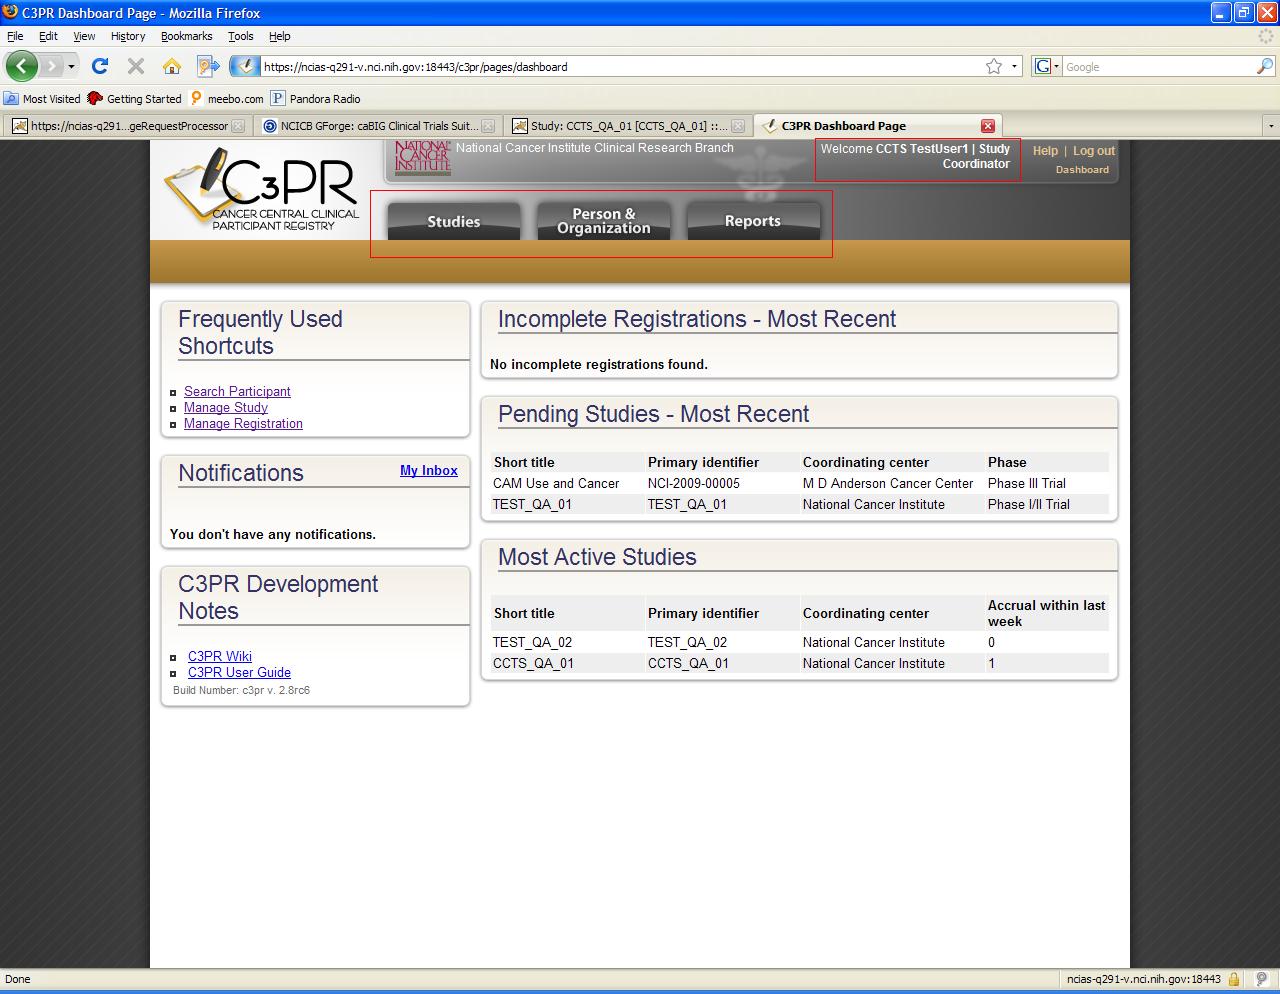 C3PR Dashboard Page - Mozilla Firefox
File Edit View History Bookmarks Tools Help
https://ncias-q291-v.nci.nih.gov:18443/c3pr/pages/dashboard
Google
Most Visited Getting Started meebo.com Pandora Radio
https://ncias-q291...geRequestProcessor
NCICB GForge: caBIG Clinical Trials Suit...
Study: CCTS_QA_01 [CCTS_QA_01] ::...
C3PR Dashboard Page
C3PR
CANCER CENTRAL CLINICAL
PARTICIPANT REGISTRY
NATIONAL
CANCER
INSTITUTE
National Cancer Institute Clinical Research Branch
Welcome CCTS TestUser1 | Study
Coordinator
Help | Log out
Dashboard
Studies
Person &
Organization
Reports
Frequently Used
Shortcuts
Search Participant
Manage Study
Manage Registration
Notifications
My Inbox
You don't have any notifications.
C3PR Development
Notes
C3PR Wiki
C3PR User Guide
Build Number: c3pr v. 2.8rc6
Incomplete Registrations - Most Recent
No incomplete registrations found.
Pending Studies - Most Recent
Short title Primary identifier Coordinating center Phase
CAM Use and Cancer NCI-2009-00005 M D Anderson Cancer Center Phase III Trial
TEST_QA_01 TEST_QA_01 National Cancer Institute Phase I/II Trial
Most Active Studies
Short title Primary identifier Coordinating center Accrual within last
week
TEST_QA_02 TEST_QA_02 National Cancer Institute 0
CCTS_QA_01 CCTS_QA_01 National Cancer Institute 1
Done
ncias-q291-v.nci.nih.gov:18443